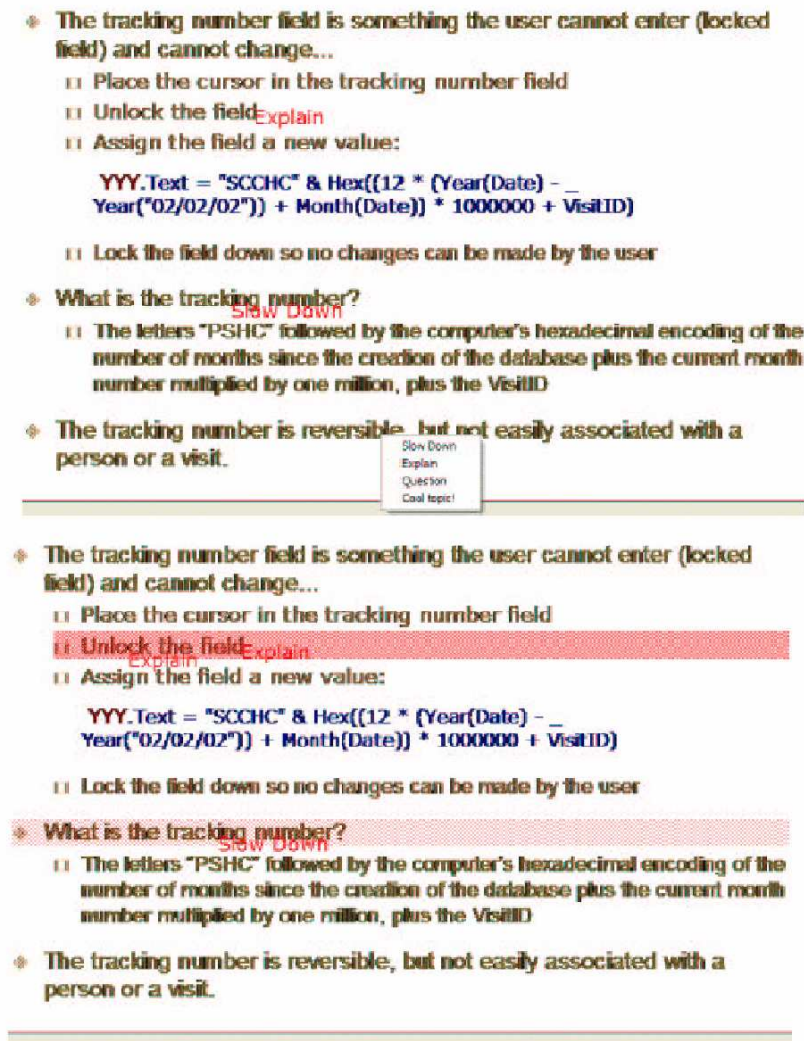 The tracking number field is something the user cannot enter (locked
field) and cannot change...
Place the cursor in the tracking number field
Unlock the field Explain
Assign the field a new value:
YYY.Text = "SCCHC" & Hex((12 * (Year(Date) - _
Year("02/02/02")) + Month(Date)) * 1000000 + VisitID)
Lock the field down so no changes can be made by the user
What is the tracking number?
Slow Down
The letters "PSHC" followed by the computer's hexadecimal encoding of the
number of months since the creation of the database plus the current month
number multiplied by one million, plus the VisitID
The tracking number is reversible, but not easily associated with a
person or a visit.
Slow Down
Explain
Question
Cool topic!
The tracking number field is something the user cannot enter (locked
field) and cannot change...
Place the cursor in the tracking number field
Unlock the field Explain
Explain
Assign the field a new value:
YYY.Text = "SCCHC" & Hex((12 * (Year(Date) - _
Year("02/02/02")) + Month(Date)) * 1000000 + VisitID)
Lock the field down so no changes can be made by the user
What is the tracking number?
Slow Down
The letters "PSHC" followed by the computer's hexadecimal encoding of the
number of months since the creation of the database plus the current month
number multiplied by one million, plus the VisitID
The tracking number is reversible, but not easily associated with a
person or a visit.